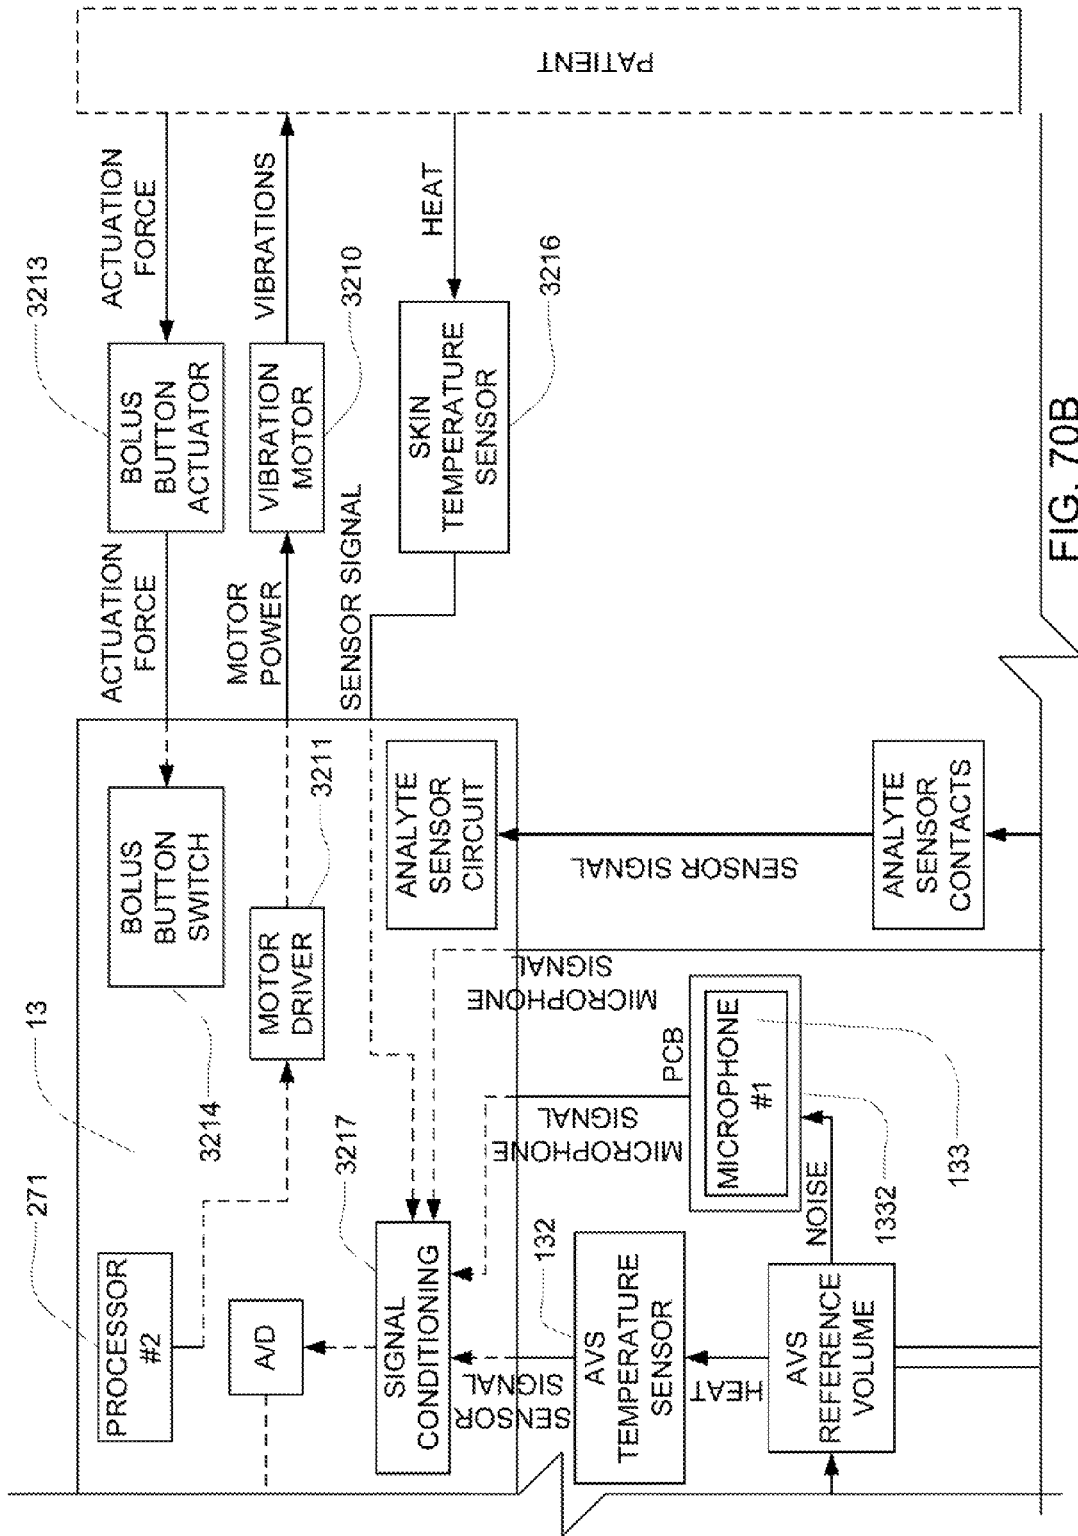 271
13
3213
PROCESSOR
#2
3214
BOLUS
BUTTON
SWITCH
ACTUATION
FORCE
BOLUS
BUTTON
ACTUATOR
ACTUATION
FORCE
A/D
MOTOR
DRIVER
3211
MOTOR
POWER
VIBRATION
MOTOR
VIBRATIONS
3210
3217
SENSOR SIGNAL
SIGNAL
CONDITIONING
ANALYTE
SENSOR
CIRCUIT
SKIN
TEMPERATURE
SENSOR
HEAT
3216
PATIENT
SENSOR
SIGNAL
132
MICROPHONE
SIGNAL
MICROPHONE
SIGNAL
SENSOR SIGNAL
AVS
TEMPERATURE
SENSOR
PCB
MICROPHONE
#1
HEAT
NOISE
1332
133
AVS
REFERENCE
VOLUME
ANALYTE
SENSOR
CONTACTS
FIG. 70B